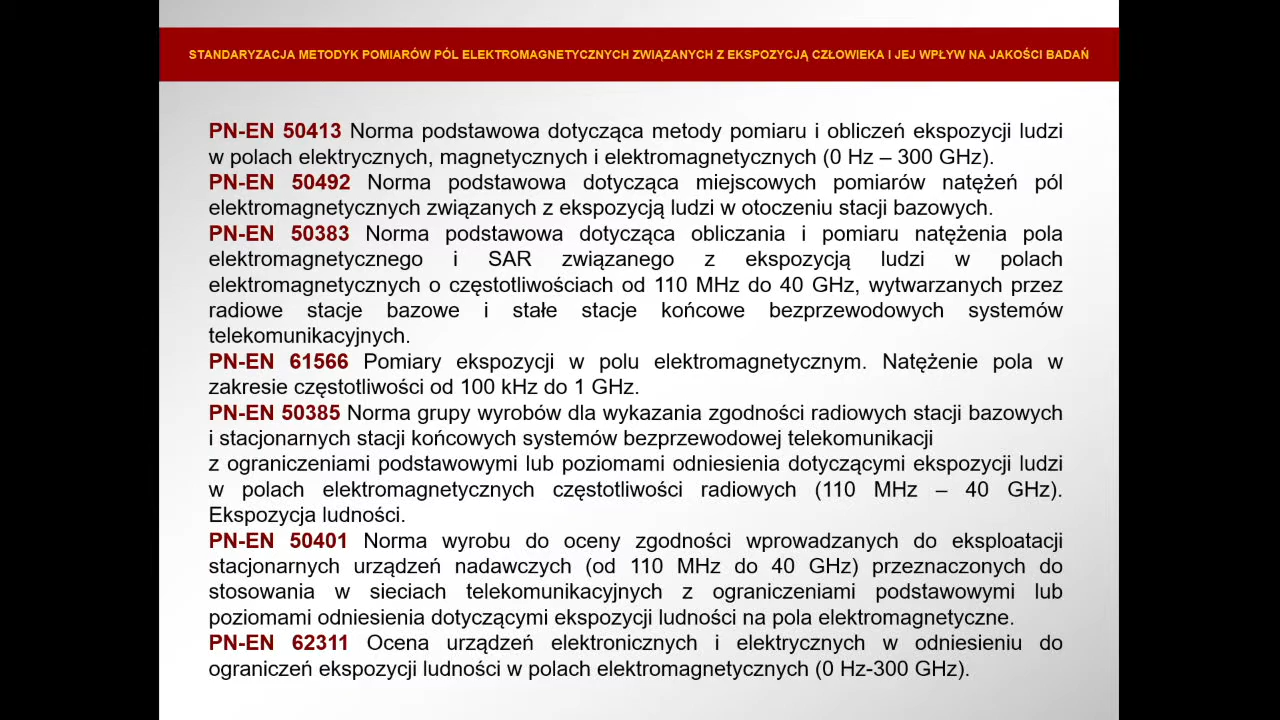 STANDARYZACJA METODYK POMIARÓW PÓL ELEKTROMAGNETYCZNYCH ZWIĄZANYCH Z EKSPOZYCJĄ CZŁOWIEKA I JEJ WPŁYW NA JAKOŚCI BADAŃ
PN-EN 50413 Norma podstawowa dotycząca metody pomiaru i obliczeń ekspozycji ludzi
w polach elektrycznych, magnetycznych i elektromagnetycznych (0 Hz – 300 GHz).
PN-EN 50492 Norma podstawowa dotycząca miejscowych pomiarów natężeń pól
elektromagnetycznych związanych z ekspozycją ludzi w otoczeniu stacji bazowych.
PN-EN 50383 Norma podstawowa dotycząca obliczania i pomiaru natężenia pola
elektromagnetycznego i SAR związanego z ekspozycją ludzi w polach
elektromagnetycznych o częstotliwościach od 110 MHz do 40 GHz, wytwarzanych przez
radiowe stacje bazowe i stałe stacje końcowe bezprzewodowych systemów
telekomunikacyjnych.
PN-EN 61566 Pomiary ekspozycji w polu elektromagnetycznym. Natężenie pola w
zakresie częstotliwości od 100 kHz do 1 GHz.
PN-EN 50385 Norma grupy wyrobów dla wykazania zgodności radiowych stacji bazowych
i stacjonarnych stacji końcowych systemów bezprzewodowej telekomunikacji
z ograniczeniami podstawowymi lub poziomami odniesienia dotyczącymi ekspozycji ludzi
w polach elektromagnetycznych częstotliwości radiowych (110 MHz – 40 GHz).
Ekspozycja ludności.
PN-EN 50401 Norma wyrobu do oceny zgodności wprowadzanych do eksploatacji
stacjonarnych urządzeń nadawczych (od 110 MHz do 40 GHz) przeznaczonych do
stosowania w sieciach telekomunikacyjnych z ograniczeniami podstawowymi lub
poziomami odniesienia dotyczącymi ekspozycji ludności na pola elektromagnetyczne.
PN-EN 62311 Ocena urządzeń elektronicznych i elektrycznych w odniesieniu do
ograniczeń ekspozycji ludności w polach elektromagnetycznych (0 Hz-300 GHz).